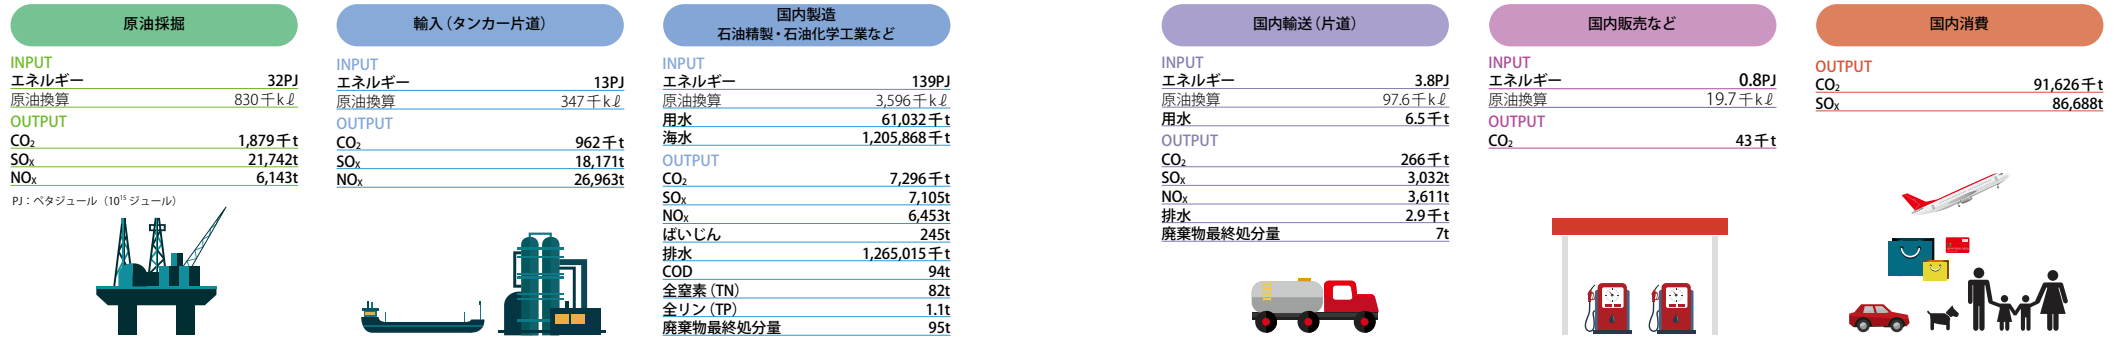 原油採掘
INPUT
エネルギー 32PJ
原油換算 830千kℓ
OUTPUT
CO₂ 1,879千t
SOx 21,742t
NOx 6,143t
PJ：ペタジュール（10¹⁵ ジュール）
輸入（タンカー片道）
INPUT
エネルギー 13PJ
原油換算 347千kℓ
OUTPUT
CO₂ 962千t
SOx 18,171t
NOx 26,963t
国内製造
石油精製・石油化学工業など
INPUT
エネルギー 139PJ
原油換算 3,596千kℓ
用水 61,032千t
海水 1,205,868千t
OUTPUT
CO₂ 7,296千t
SOx 7,105t
NOx 6,453t
ばいじん 245t
排水 1,265,015千t
COD 94t
全窒素（TN） 82t
全リン（TP） 1.1t
廃棄物最終処分量 95t
国内輸送（片道）
INPUT
エネルギー 3.8PJ
原油換算 97.6千kℓ
用水 6.5千t
OUTPUT
CO₂ 266千t
SOx 3,032t
NOx 3,611t
排水 2.9千t
廃棄物最終処分量 7t
国内販売など
INPUT
エネルギー 0.8PJ
原油換算 19.7千kℓ
OUTPUT
CO₂ 43千t
国内消費
OUTPUT
CO₂ 91,626千t
SOx 86,688t